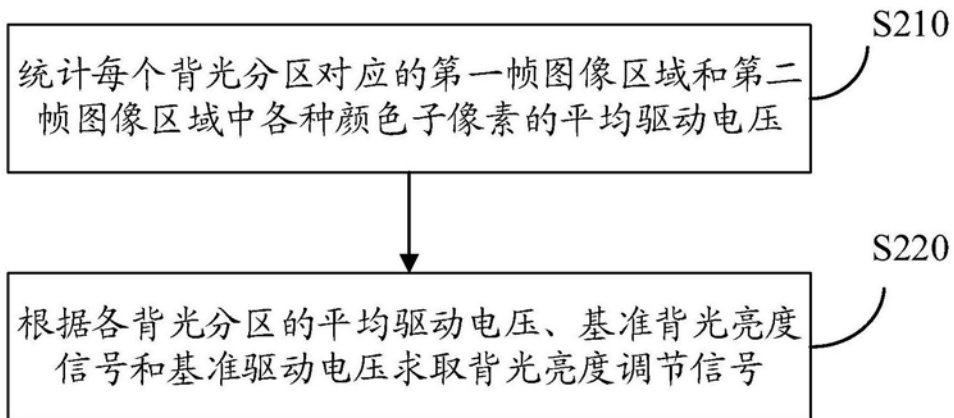 S210
统计每个背光分区对应的第一帧图像区域和第二
帧图像区域中各种颜色子像素的平均驱动电压
S220
根据各背光分区的平均驱动电压、基准背光亮度
信号和基准驱动电压求取背光亮度调节信号